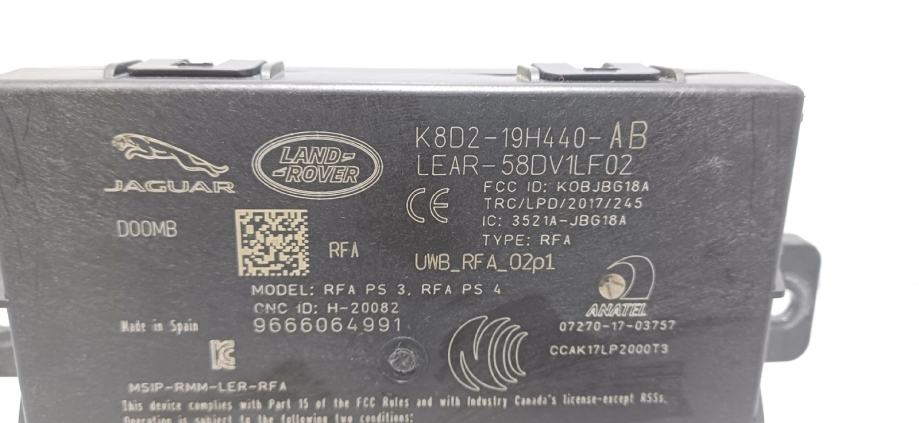 JAGUAR
LAND-
ROVER
K8D2-19H440-AB
LEAR-58DV1LF02
FCC ID: KOBJBG18A
TRC/LPD/2017/245
IC: 3521A-JBG18A
TYPE: RFA
CE
D00MB
RFA
UWB_RFA_02p1
MODEL: RFA PS 3, RFA PS 4
CNC ID: H-20082
9666064991
Made in Spain
ANATEL
07270-17-03757
CCAK17LP2000T3
MSIP-RMM-LER-RFA
This device complies with Part 15 of the FCC Rules and with Industry Canada's license-except RSSs.
Operation is subject to the following two conditions: